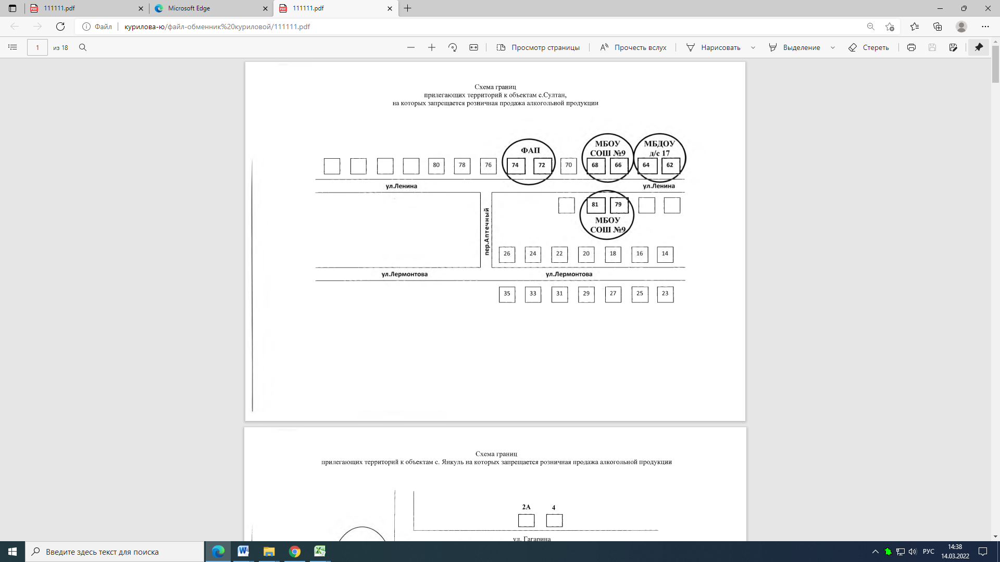 111111.pdf
Microsoft Edge
111111.pdf
Файл
курилова-ю/файл-обменник%20куриловой/111111.pdf
1
из 18
Просмотр страницы
Прочесть вслух
Нарисовать
Выделение
Стереть
Схема границ
прилегающих территорий к объектам с.Султан,
на которых запрещается розничная продажа алкогольной продукции
ФАП
МБОУ
СОШ №9
МБДОУ
д/с 17
80 78 76 74 72 70 68 66 64 62
ул.Ленина
ул.Ленина
пер.Аптечный
81 79
МБОУ
СОШ №9
26 24 22 20 18 16 14
ул.Лермонтова
ул.Лермонтова
35 33 31 29 27 25 23
Схема границ
прилегающих территорий к объектам с. Янкуль на которых запрещается розничная продажа алкогольной продукции
2А 4
ул. Гагарина
Введите здесь текст для поиска
РУС
14:38
14.03.2022